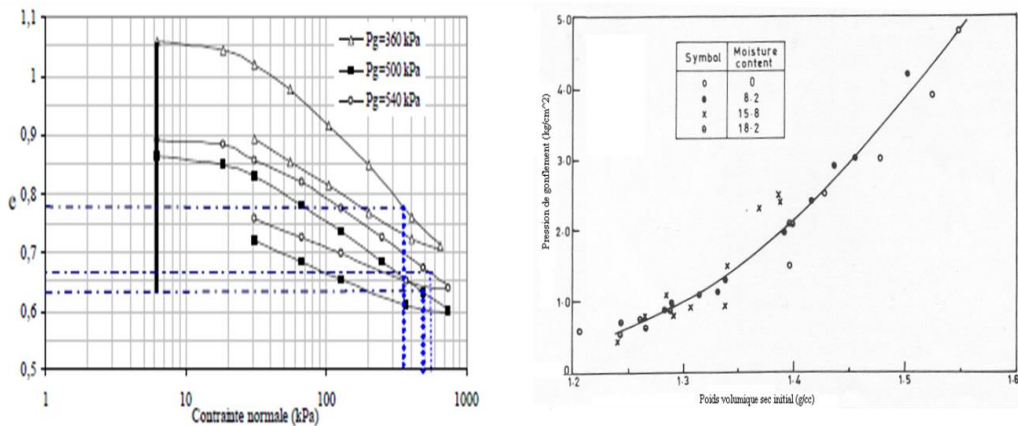 1,1
1
0,9
0,8
0,7
0,6
0,5
e
1 10 100 1000
Contrainte normale (kPa)
Pg=360 kPa
Pg=500 kPa
Pg=540 kPa
5·0
4·0
3·0
2·0
1·0
0
Pression de gonflement (kg/cm^2)
Symbol Moisture content
o 0
8·2
x 15·8
18·2
1·2 1·3 1·4 1·5 1·6
Poids volumique sec initial (g/cc)